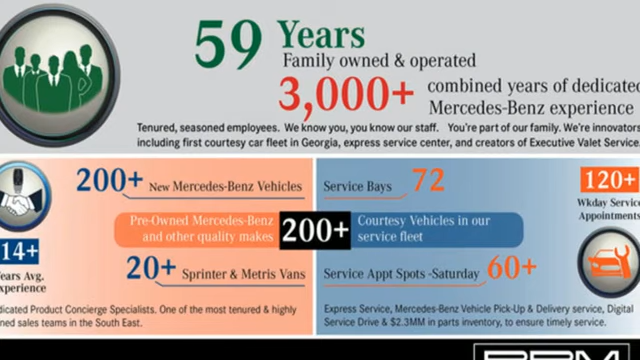 59 Years
Family owned & operated
3,000+ combined years of dedicated
Mercedes-Benz experience
Tenured, seasoned employees. We know you, you know our staff. You're part of our family. We're innovators
including first courtesy car fleet in Georgia, express service center, and creators of Executive Valet Service.
200+ New Mercedes-Benz Vehicles
Service Bays 72
120+
Wkday Service
Appointments
Pre-Owned Mercedes-Benz
and other quality makes
200+
Courtesy Vehicles in our
service fleet
14+
Years Avg.
Experience
20+ Sprinter & Metris Vans
Service Appt Spots -Saturday 60+
dicated Product Concierge Specialists. One of the most tenured & highly
ned sales teams in the South East.
Express Service, Mercedes-Benz Vehicle Pick-Up & Delivery service, Digital
Service Drive & $2.3MM in parts inventory, to ensure timely service.